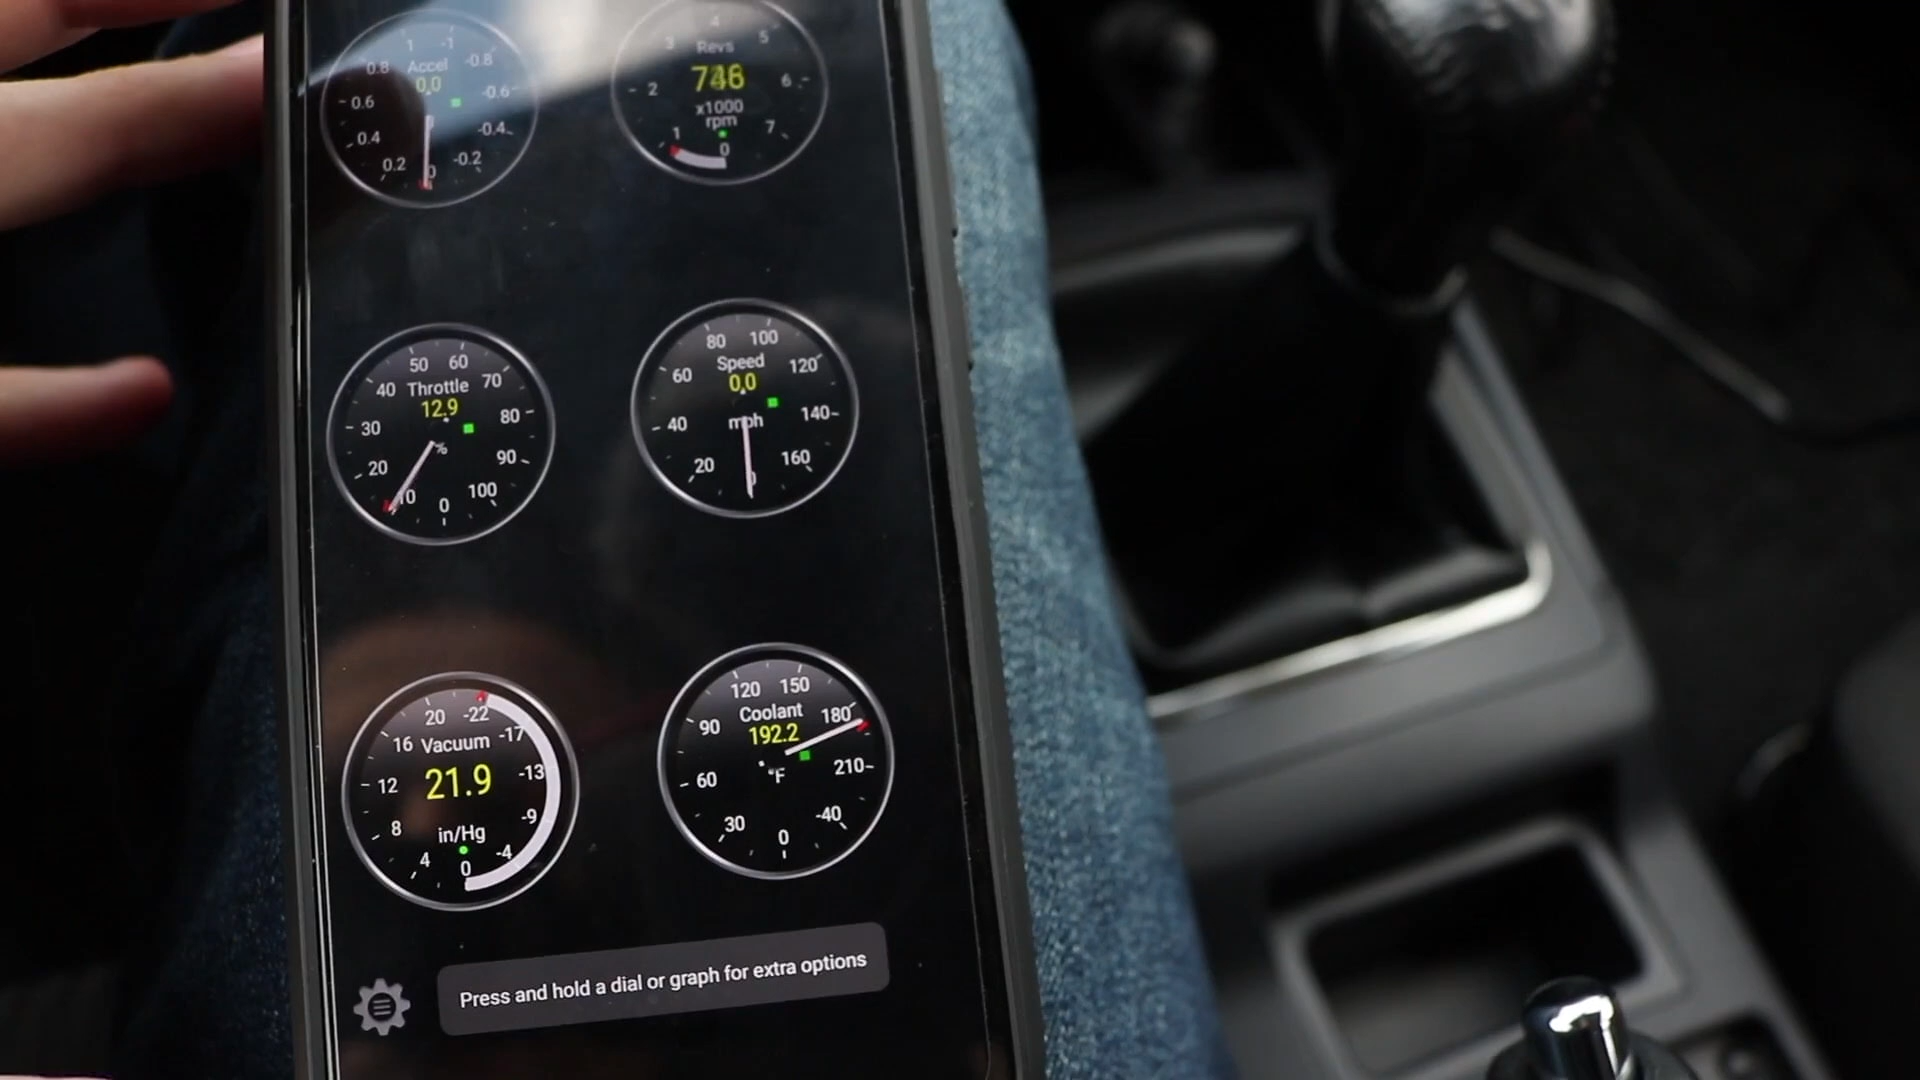 1 -1
0.8 Accel -0.8
0.0
0.6 -0.6
0.4 -0.4
0.2 -0.2
0
4
3 Revs 5
2 6
x1000
rpm
1 7
0
50 60
40 Throttle 70
12.9
30 80
%
20 90
10 100
0
80 100
60 Speed 120
0.0
40 mph 140
20 160
0
20 -22
16 Vacuum -17
12 21.9 -13
8 in/Hg -9
4 -4
0
120 150
90 Coolant 180
192.2
60 °F 210
30 -40
0
Press and hold a dial or graph for extra options